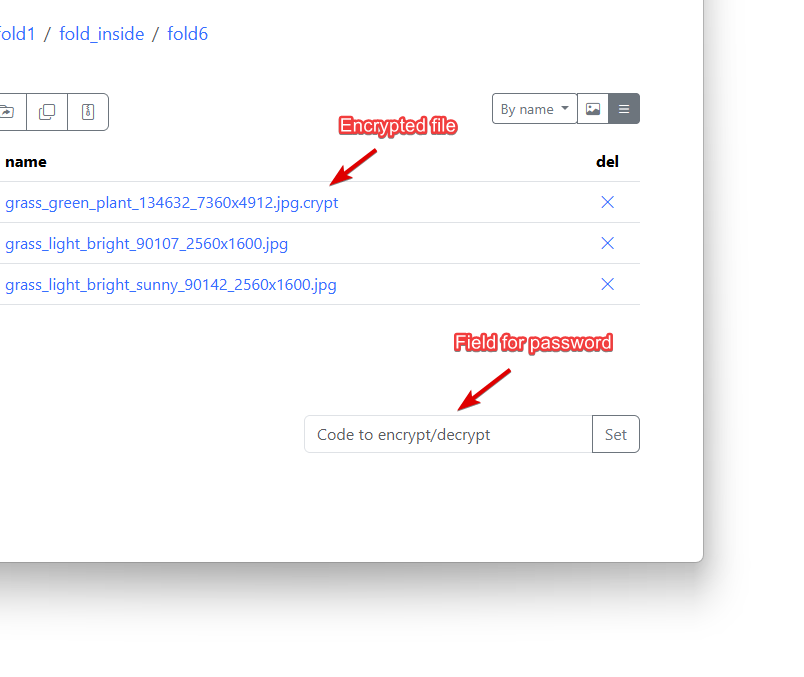 fold1 / fold_inside / fold6
By name
Encrypted file
name del
grass_green_plant_134632_7360x4912.jpg.crypt
grass_light_bright_90107_2560x1600.jpg
grass_light_bright_sunny_90142_2560x1600.jpg
Field for password
Code to encrypt/decrypt Set